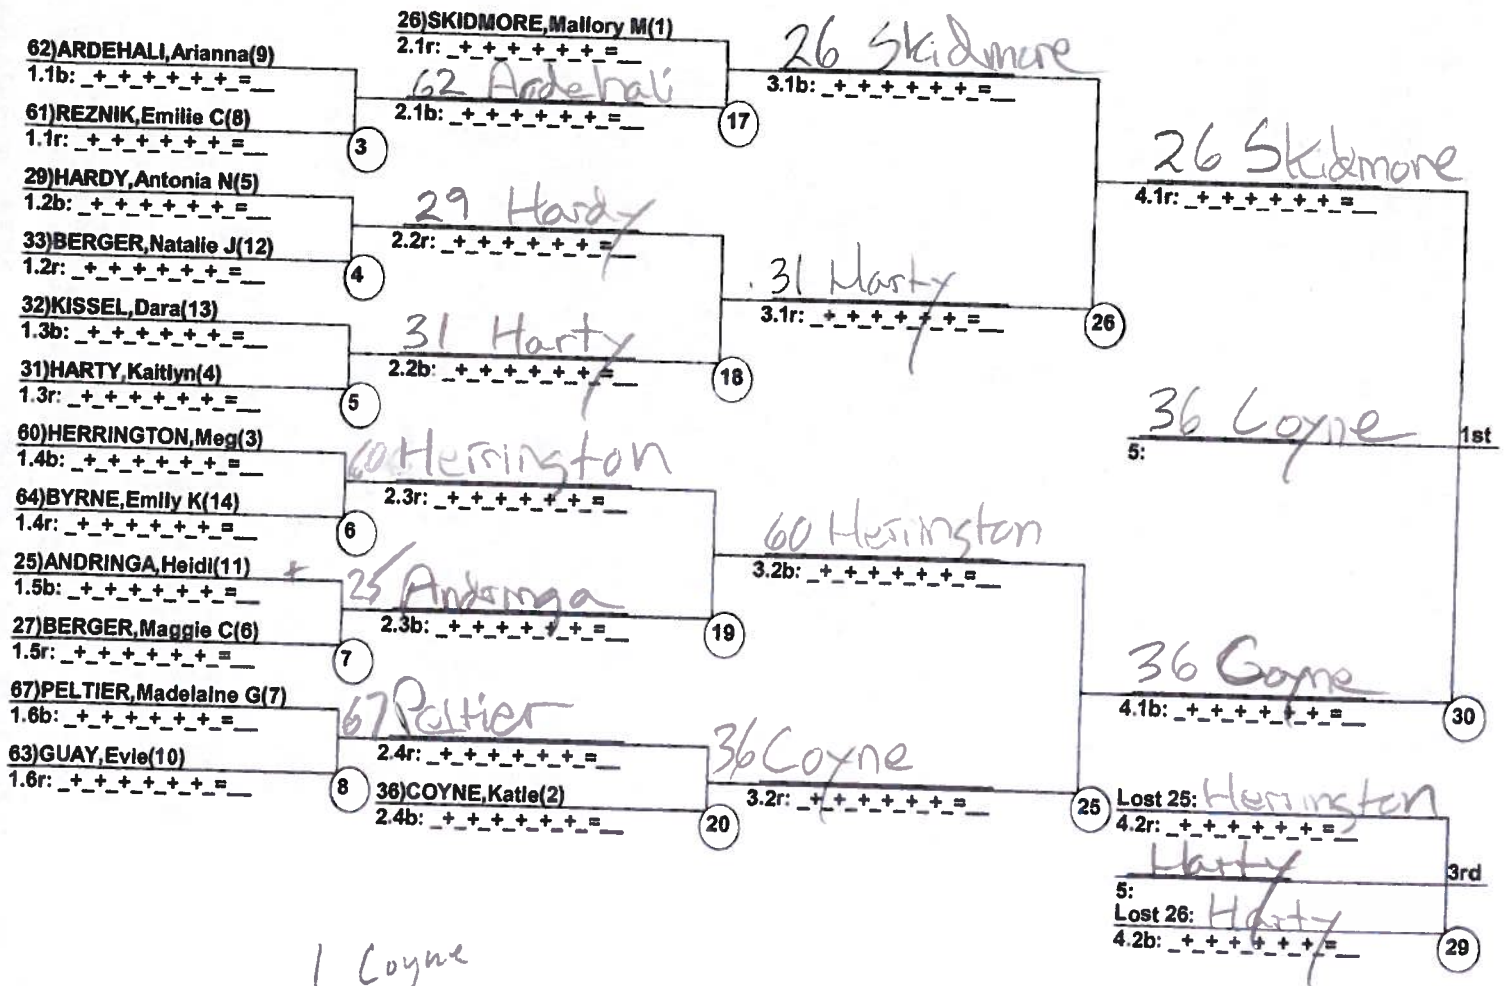 62)ARDEHALI,Arianna(9)
1.1b: _+_+_+_+_+_=__
61)REZNIK,Emilie C(8)
1.1r: _+_+_+_+_+_=__
3
29)HARDY,Antonia N(5)
1.2b: _+_+_+_+_+_=__
33)BERGER,Natalie J(12)
1.2r: _+_+_+_+_+_=__
4
32)KISSEL,Dara(13)
1.3b: _+_+_+_+_+_=__
31)HARTY,Kaitlyn(4)
1.3r: _+_+_+_+_+_=__
5
60)HERRINGTON,Meg(3)
1.4b: _+_+_+_+_+_=__
64)BYRNE,Emily K(14)
1.4r: _+_+_+_+_+_=__
6
25)ANDRINGA,Heidi(11) +
1.5b: _+_+_+_+_+_=__
27)BERGER,Maggie C(6)
1.5r: _+_+_+_+_+_=__
7
67)PELTIER,Madelaine G(7)
1.6b: _+_+_+_+_+_=__
63)GUAY,Evie(10)
1.6r: _+_+_+_+_+_=__
8
26)SKIDMORE,Mallory M(1)
2.1r: _+_+_+_+_+_=__
62 Ardehali
2.1b: _+_+_+_+_+_=__
17
29 Hardy
2.2r: _+_+_+_+_+_=__
31 Harty
2.2b: _+_+_+_+_+_=__
18
60 Herrington
2.3r: _+_+_+_+_+_=__
25 Andringa
2.3b: _+_+_+_+_+_=__
19
67 Peltier
2.4r: _+_+_+_+_+_=__
36)COYNE,Katie(2)
2.4b: _+_+_+_+_+_=__
20
26 Skidmore
3.1b: _+_+_+_+_+_=__
31 Harty
3.1r: _+_+_+_+_+_=__
26
60 Herrington
3.2b: _+_+_+_+_+_=__
36 Coyne
3.2r: _+_+_+_+_+_=__
25
26 Skidmore
4.1r: _+_+_+_+_+_=__
36 Coyne
5: 1st
36 Coyne
4.1b: _+_+_+_+_+_=__
30
Lost 25: Herrington
4.2r: _+_+_+_+_+_=__
Harty 3rd
5:
Lost 26: Harty
4.2b: _+_+_+_+_+_=__
29
1 Coyne